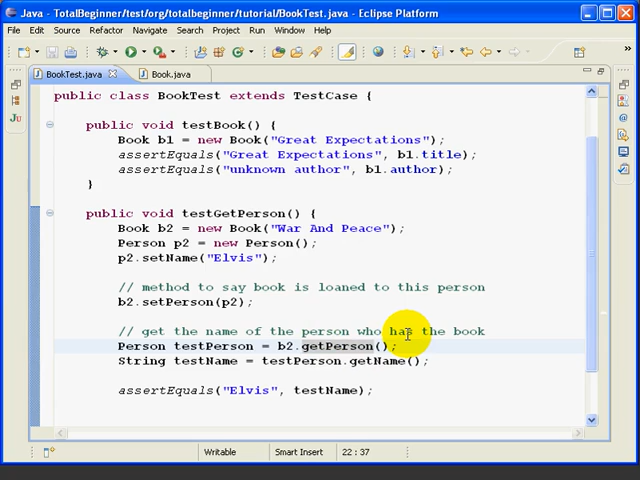 Java - TotalBeginner/test/org/totalbeginner/tutorial/BookTest.java - Eclipse Platform
File Edit Source Refactor Navigate Search Project Run Window Help
BookTest.java Book.java
public class BookTest extends TestCase {
public void testBook() {
Book b1 = new Book("Great Expectations");
assertEquals("Great Expectations", b1.title);
assertEquals("unknown author", b1.author);
}
public void testGetPerson() {
Book b2 = new Book("War And Peace");
Person p2 = new Person();
p2.setName("Elvis");
// method to say book is loaned to this person
b2.setPerson(p2);
// get the name of the person who has the book
Person testPerson = b2.getPerson();
String testName = testPerson.getName();
assertEquals("Elvis", testName);
Writable Smart Insert 22 : 37